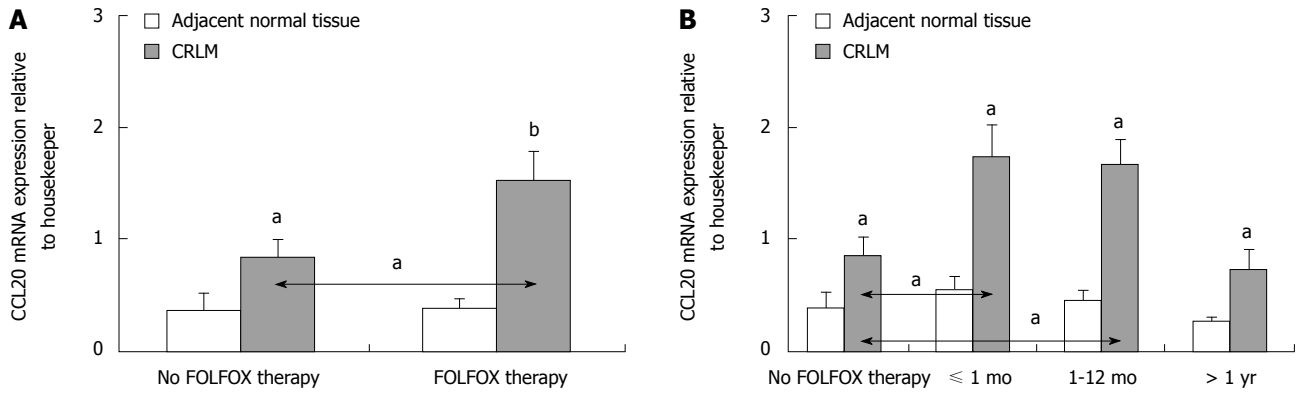 A
CCL20 mRNA expression relative
to housekeeper
3
2
1
0
Adjacent normal tissue
CRLM
a
b
a
No FOLFOX therapy
FOLFOX therapy
B
CCL20 mRNA expression relative
to housekeeper
3
2
1
0
Adjacent normal tissue
CRLM
a
a
a
a
a
a
No FOLFOX therapy
≤ 1 mo
1-12 mo
> 1 yr